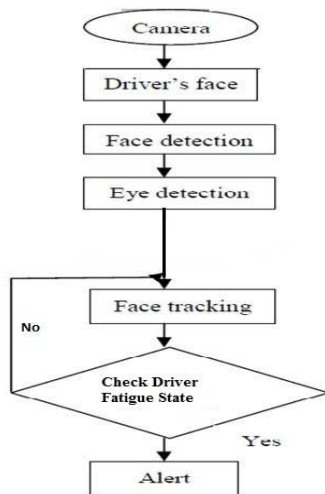 Camera
Driver's face
Face detection
Eye detection
Face tracking
No
Check Driver
Fatigue State
Yes
Alert